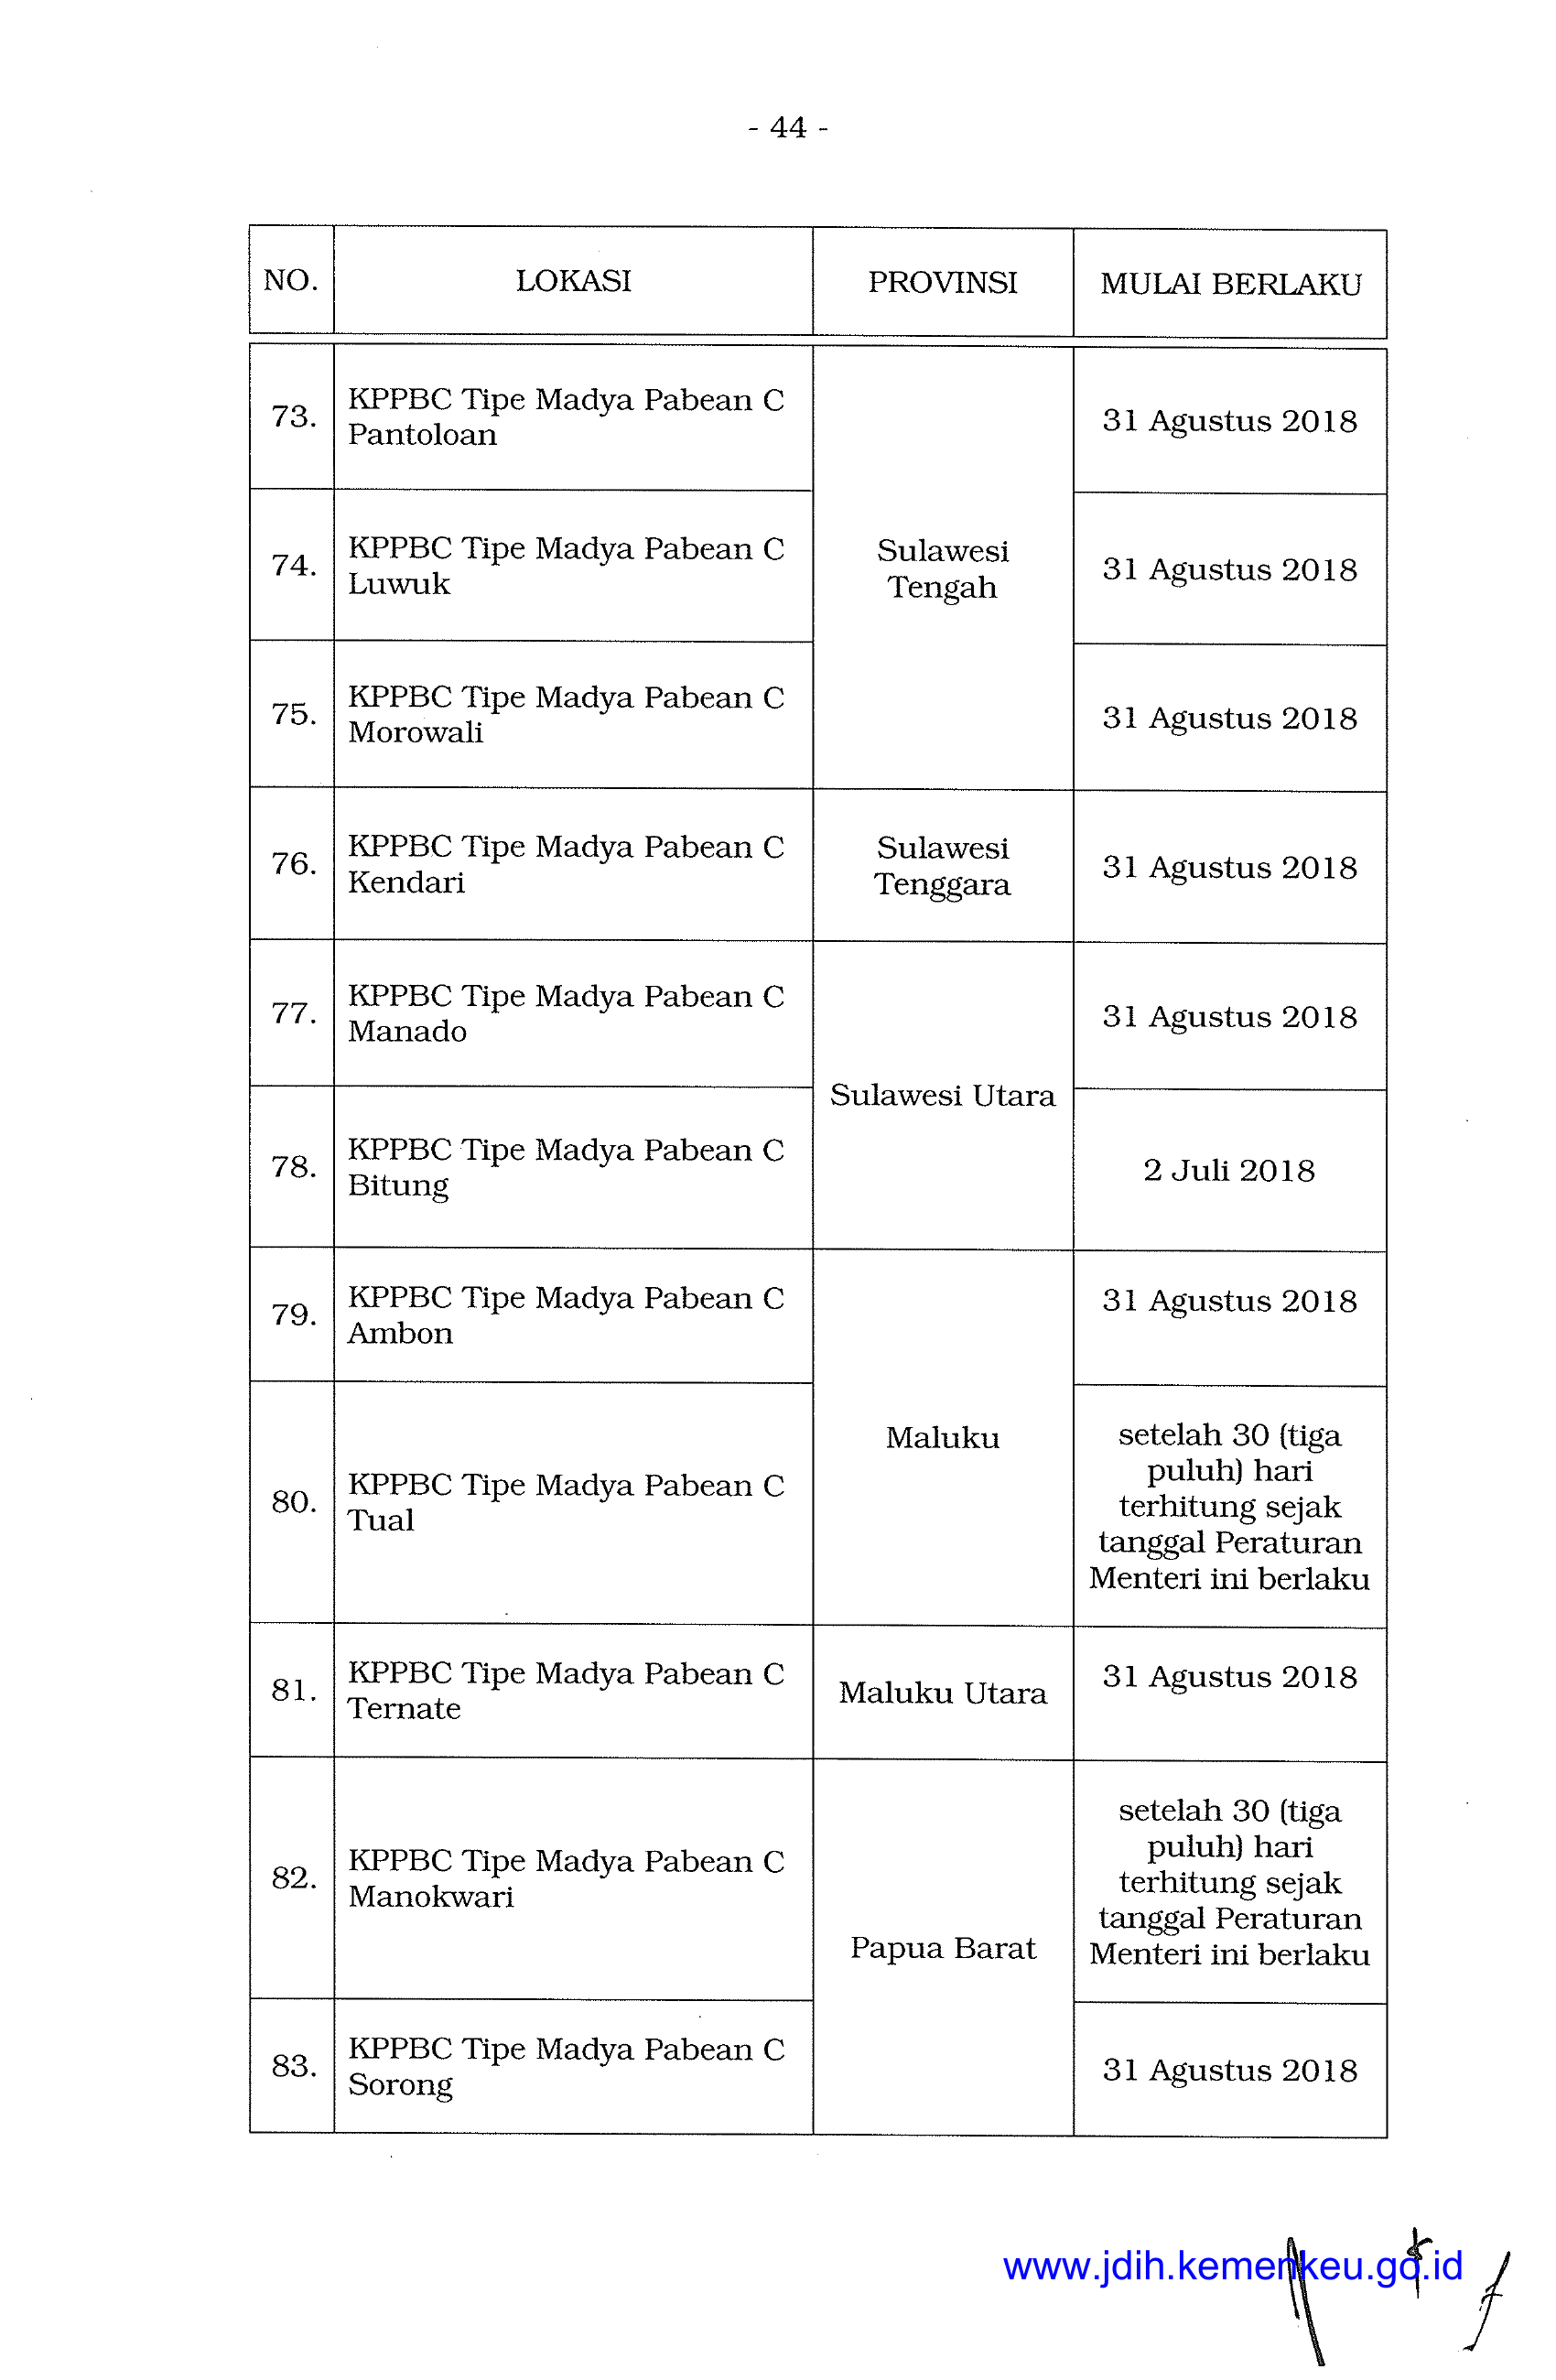 - 44 -
NO.
LOKASI
PROVINSI
MULAI BERLAKU
73.
KPPBC Tipe Madya Pabean C
Pantoloan
31 Agustus 2018
74.
KPPBC Tipe Madya Pabean C
Luwuk
Sulawesi
Tengah
31 Agustus 2018
75.
KPPBC Tipe Madya Pabean C
Morowali
31 Agustus 2018
76.
KPPBC Tipe Madya Pabean C
Kendari
Sulawesi
Tenggara
31 Agustus 2018
77.
KPPBC Tipe Madya Pabean C
Manado
31 Agustus 2018
Sulawesi Utara
78.
KPPBC Tipe Madya Pabean C
Bitung
2 Juli 2018
79.
KPPBC Tipe Madya Pabean C
Ambon
31 Agustus 2018
Maluku
80.
KPPBC Tipe Madya Pabean C
Tual
setelah 30 (tiga
puluh) hari
terhitung sejak
tanggal Peraturan
Menteri ini berlaku
81.
KPPBC Tipe Madya Pabean C
Ternate
Maluku Utara
31 Agustus 2018
82.
KPPBC Tipe Madya Pabean C
Manokwari
setelah 30 (tiga
puluh) hari
terhitung sejak
tanggal Peraturan
Menteri ini berlaku
Papua Barat
83.
KPPBC Tipe Madya Pabean C
Sorong
31 Agustus 2018
www.jdih.kemenkeu.go.id